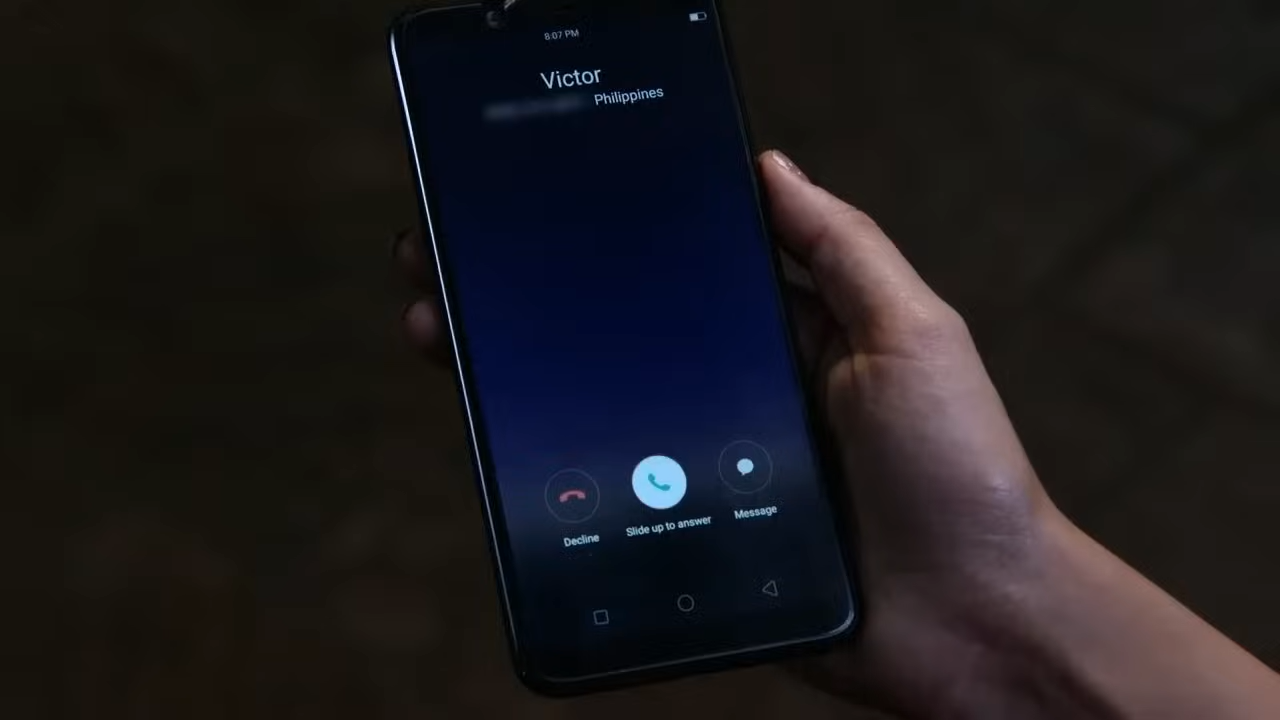 8:07 PM
Victor
Philippines
Decline
Slide up to answer
Message